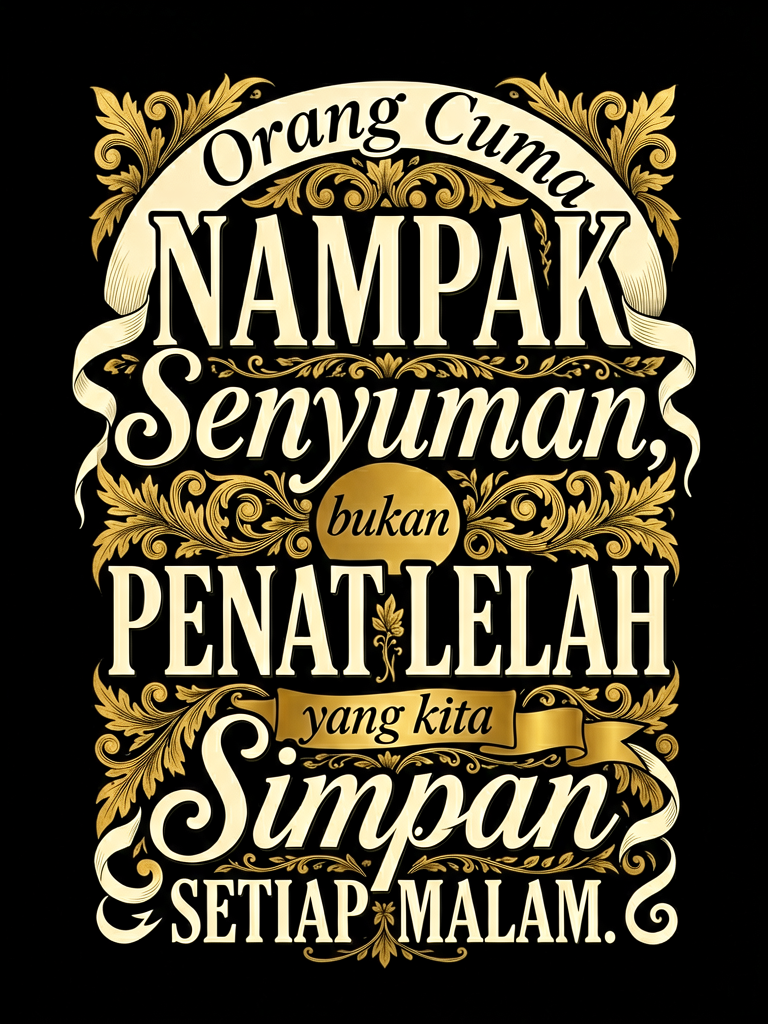 Orang Cuma
NAMPAK
Senyuman,
bukan
PENAT LELAH
yang kita
Simpan
SETIAP MALAM.